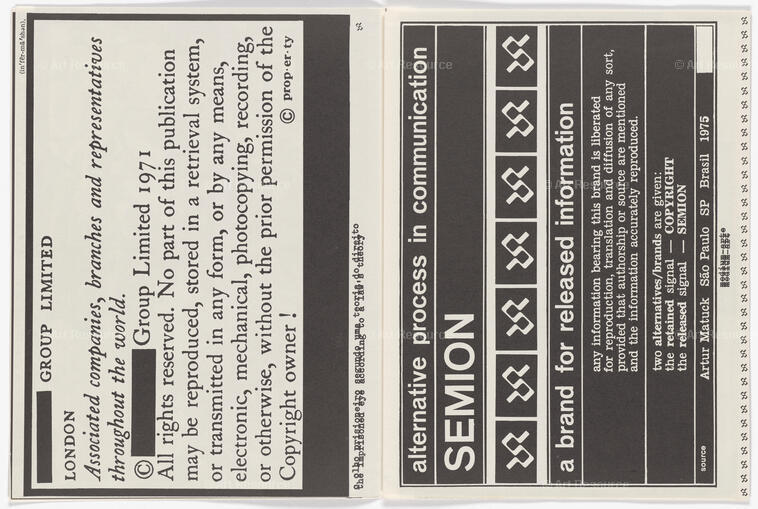 (in'fėr-mā'shən),
GROUP LIMITED
LONDON
Associated companies, branches and representatives
throughout the world.
© Group Limited 1971
All rights reserved. No part of this publication
may be reproduced, stored in a retrieval system,
or transmitted in any form, or by any means,
electronic, mechanical, photocopying, recording,
or otherwise, without the prior permission of the
Copyright owner!
© prop·er·ty
alternative process in communication
SEMION
a brand for released information
any information bearing this brand is liberated
for reproduction, translation and diffusion of any sort,
provided that authorship or source are mentioned
and the information accurately reproduced.
two alternatives/brands are given:
the retained signal — COPYRIGHT
the released signal — SEMION
source
Artur Matuck São Paulo SP Brasil 1975
© Art Resource